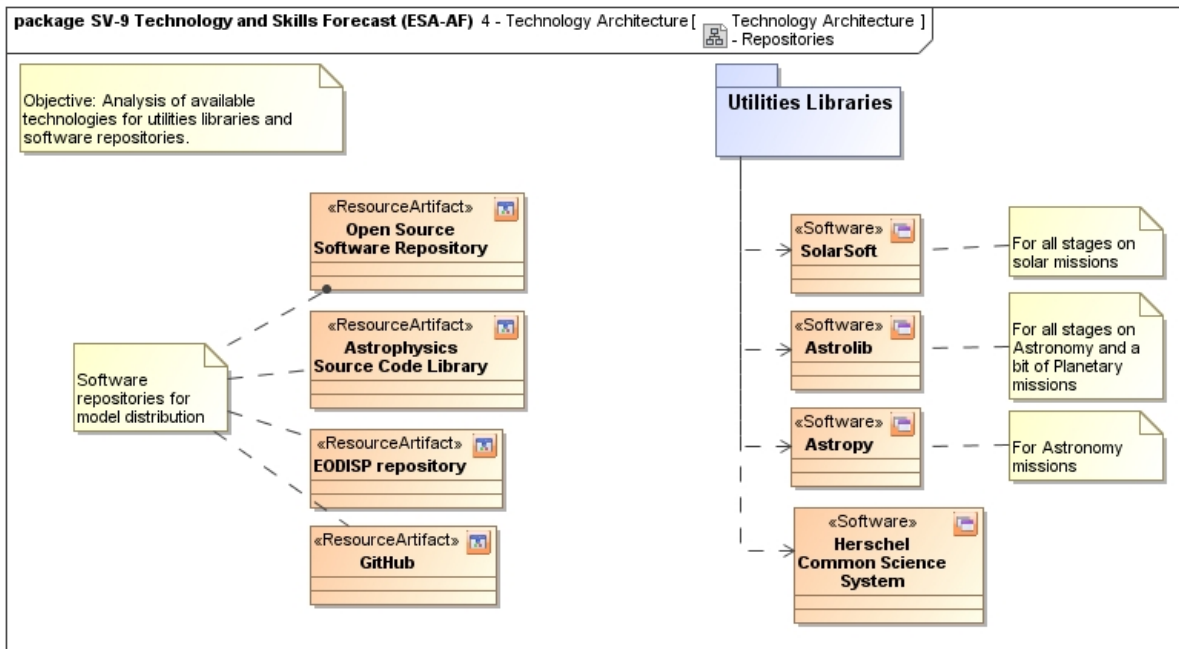 package SV-9 Technology and Skills Forecast (ESA-AF) 4 - Technology Architecture [ Technology Architecture ]
- Repositories
Objective: Analysis of available
technologies for utilities libraries and
software repositories.
Utilities Libraries
«ResourceArtifact»
Open Source
Software Repository
«ResourceArtifact»
Astrophysics
Source Code Library
Software
repositories for
model distribution
«ResourceArtifact»
EODISP repository
«ResourceArtifact»
GitHub
«Software»
SolarSoft
For all stages on
solar missions
«Software»
Astrolib
For all stages on
Astronomy and a
bit of Planetary
missions
«Software»
Astropy
For Astronomy
missions
«Software»
Herschel
Common Science
System